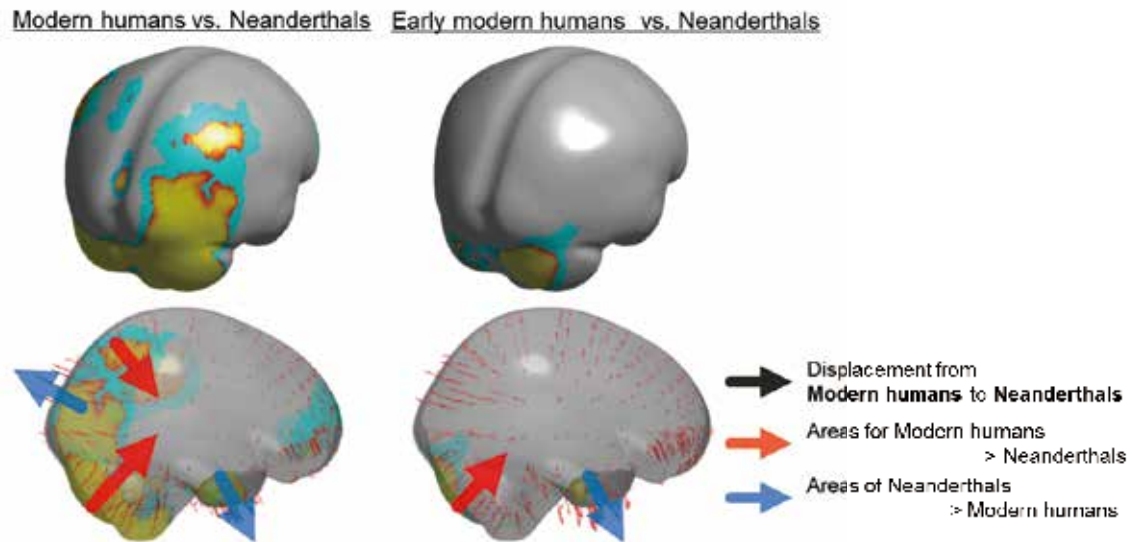 Modern humans vs. Neanderthals
Early modern humans vs. Neanderthals
Displacement from
Modern humans to Neanderthals
Areas for Modern humans
> Neanderthals
Areas of Neanderthals
> Modern humans